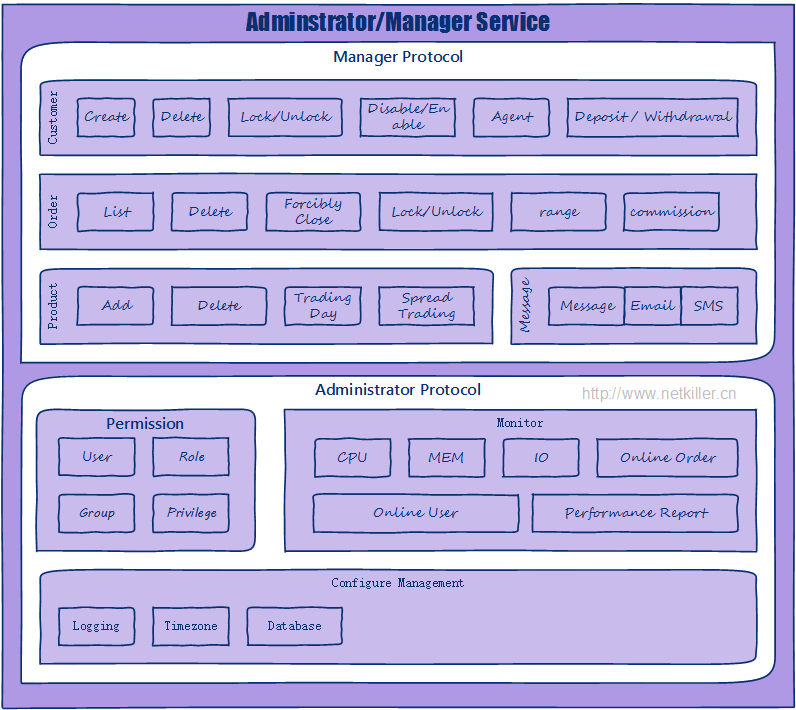 Adminstrator/Manager Service
Manager Protocol
Customer
Create
Delete
Lock/Unlock
Disable/En
able
Agent
Deposit / Withdrawal
Order
List
Delete
Forcibly
Close
Lock/Unlock
range
commission
Product
Add
Delete
Trading
Day
Spread
Trading
Message
Message
Email
SMS
Administrator Protocol
http://www.netkiller.cn
Permission
User
Role
Group
Privilege
Monitor
CPU
MEM
IO
Online Order
Online User
Performance Report
Configure Management
Logging
Timezone
Database